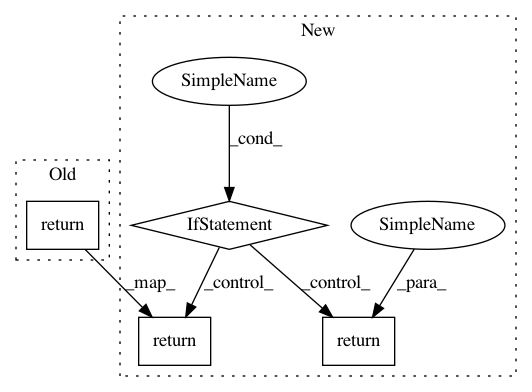 New
SimpleName
_cond_
Old
return
IfStatement
SimpleName
_map_
_control_
_control_
_para_
return
return